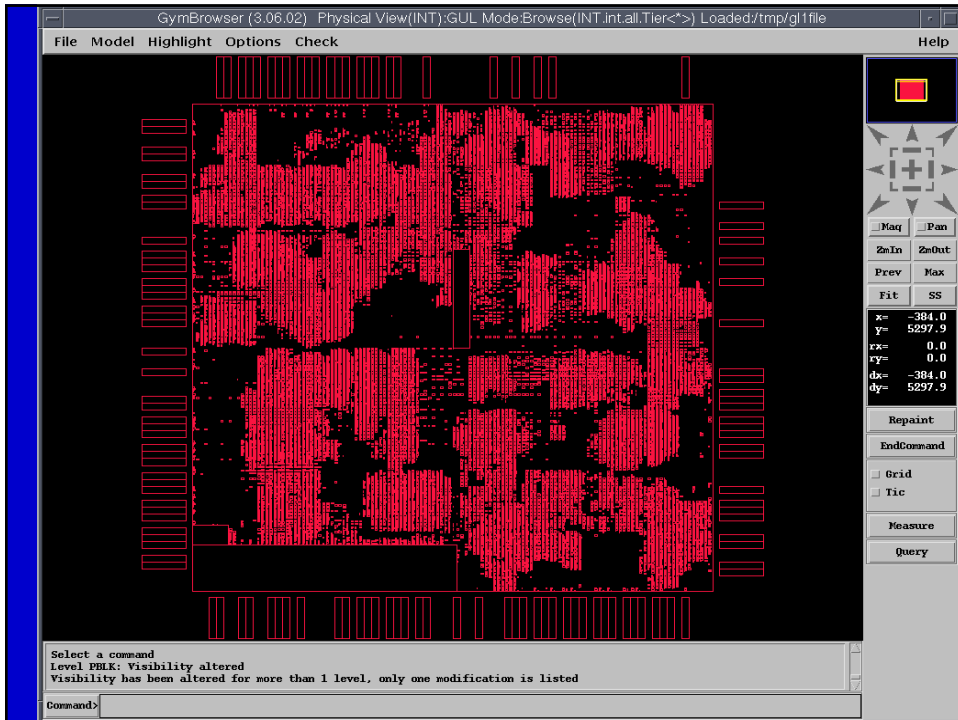 GymBrowser (3.06.02) Physical View(INT):GUL Mode:Browse(INT.int.all.Tier<*>) Loaded:/tmp/gl1file
File Model Highlight Options Check Help
Maq Pan
ZmIn ZmOut
Prev Max
Fit SS
x= -384.0
y= 5297.9
rx= 0.0
ry= 0.0
dx= -384.0
dy= 5297.9
Repaint
EndCommand
Grid
Tic
Measure
Query
Select a command
Level PBLK: Visibility altered
Visibility has been altered for more than 1 level, only one modification is listed
Command>